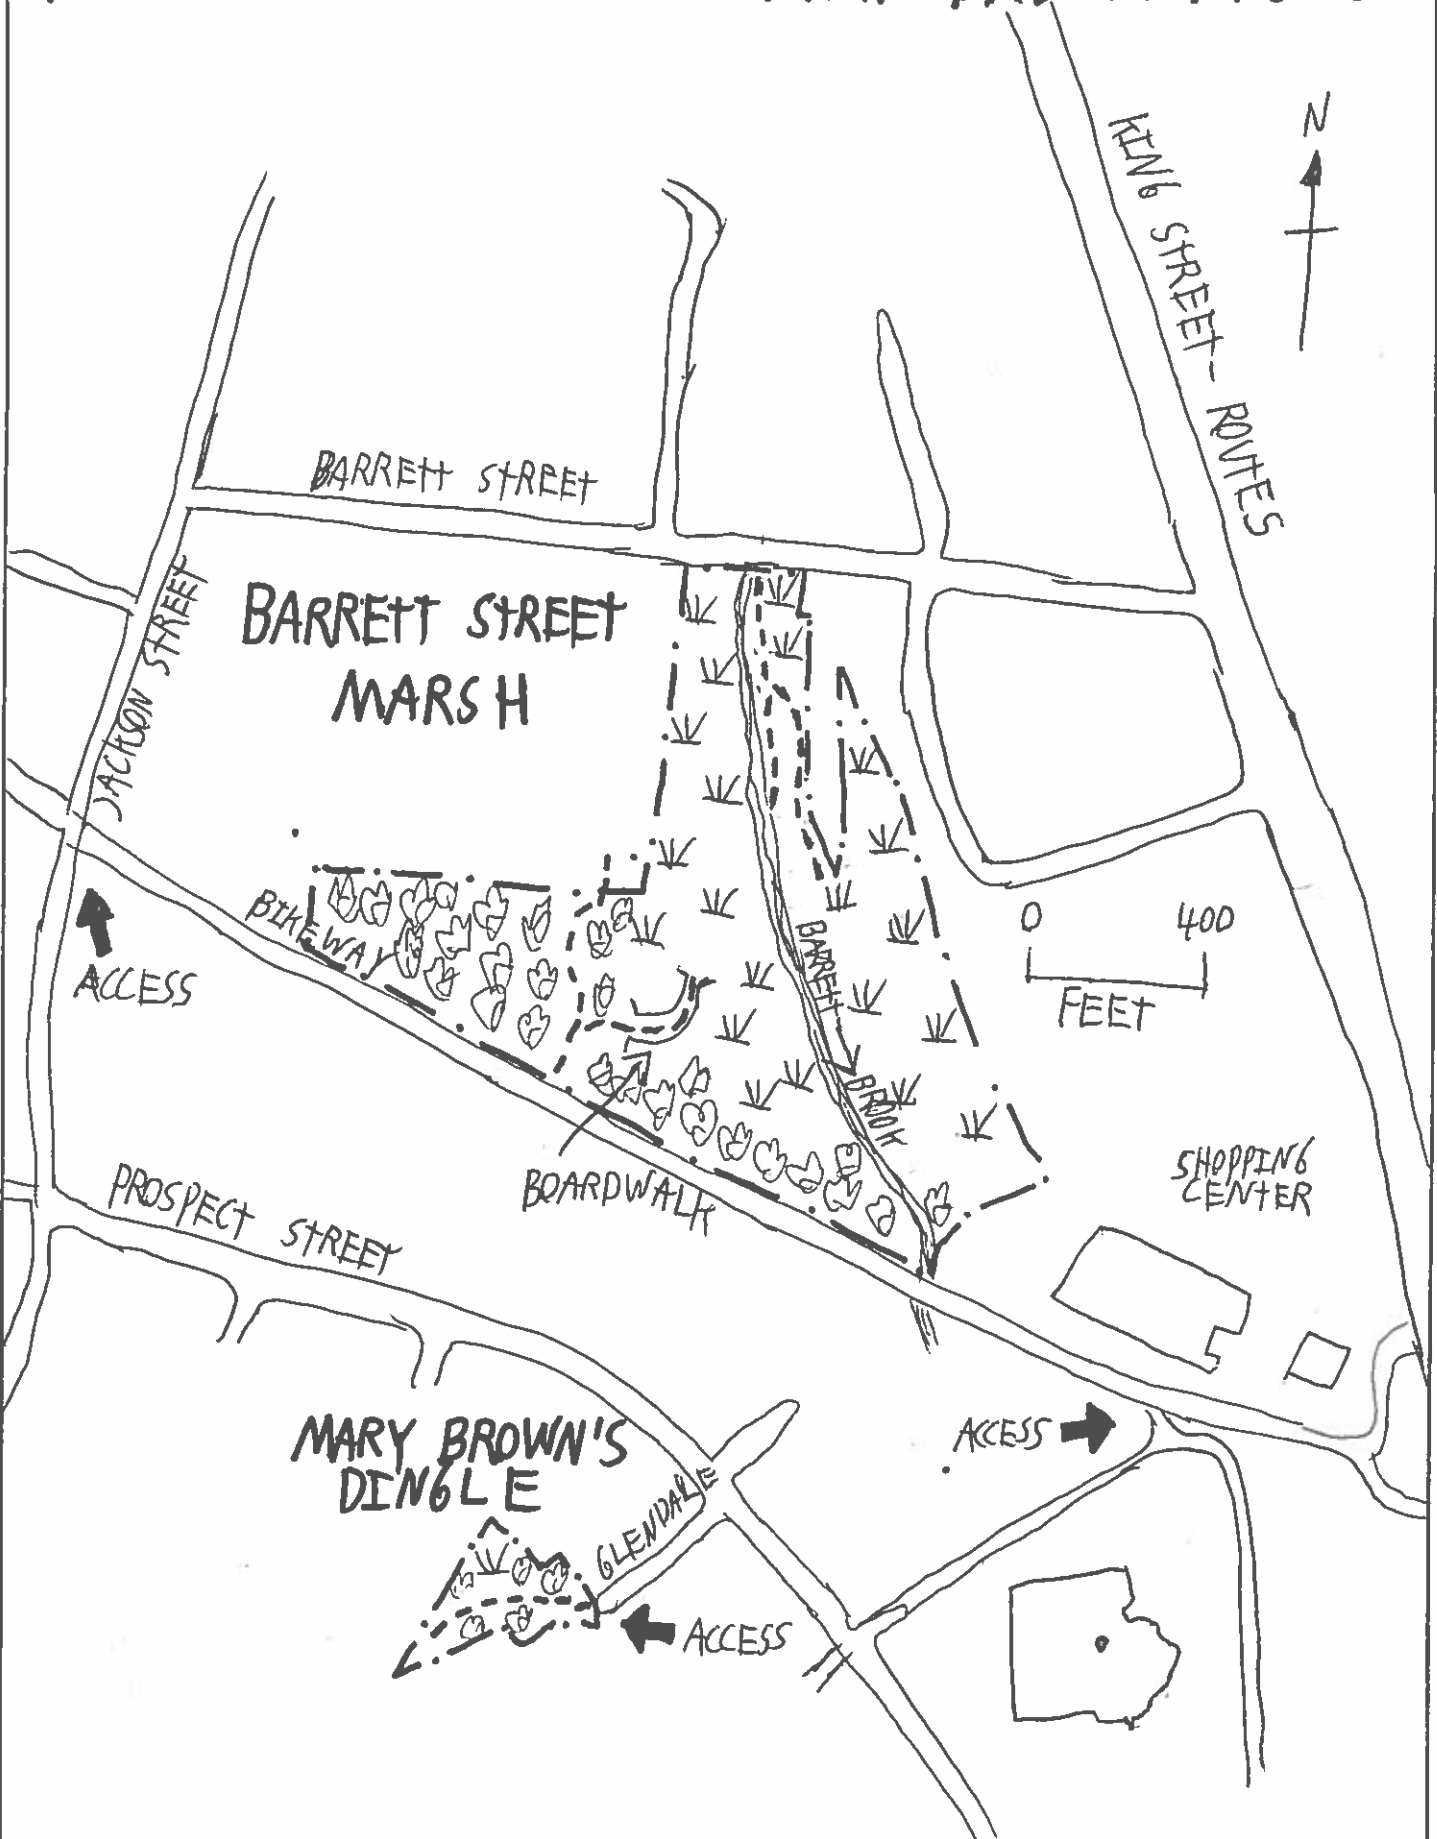 N
KING STREET - ROUTES
BARRETT STREET
BARRETT STREET
MARSH
JACKSON STREET
BIKEWAY
ACCESS
BARRETT BROOK
0 400
FEET
BOARDWALK
SHOPPING
CENTER
PROSPECT STREET
MARY BROWN'S
DINGLE
GLENDALE
ACCESS
ACCESS